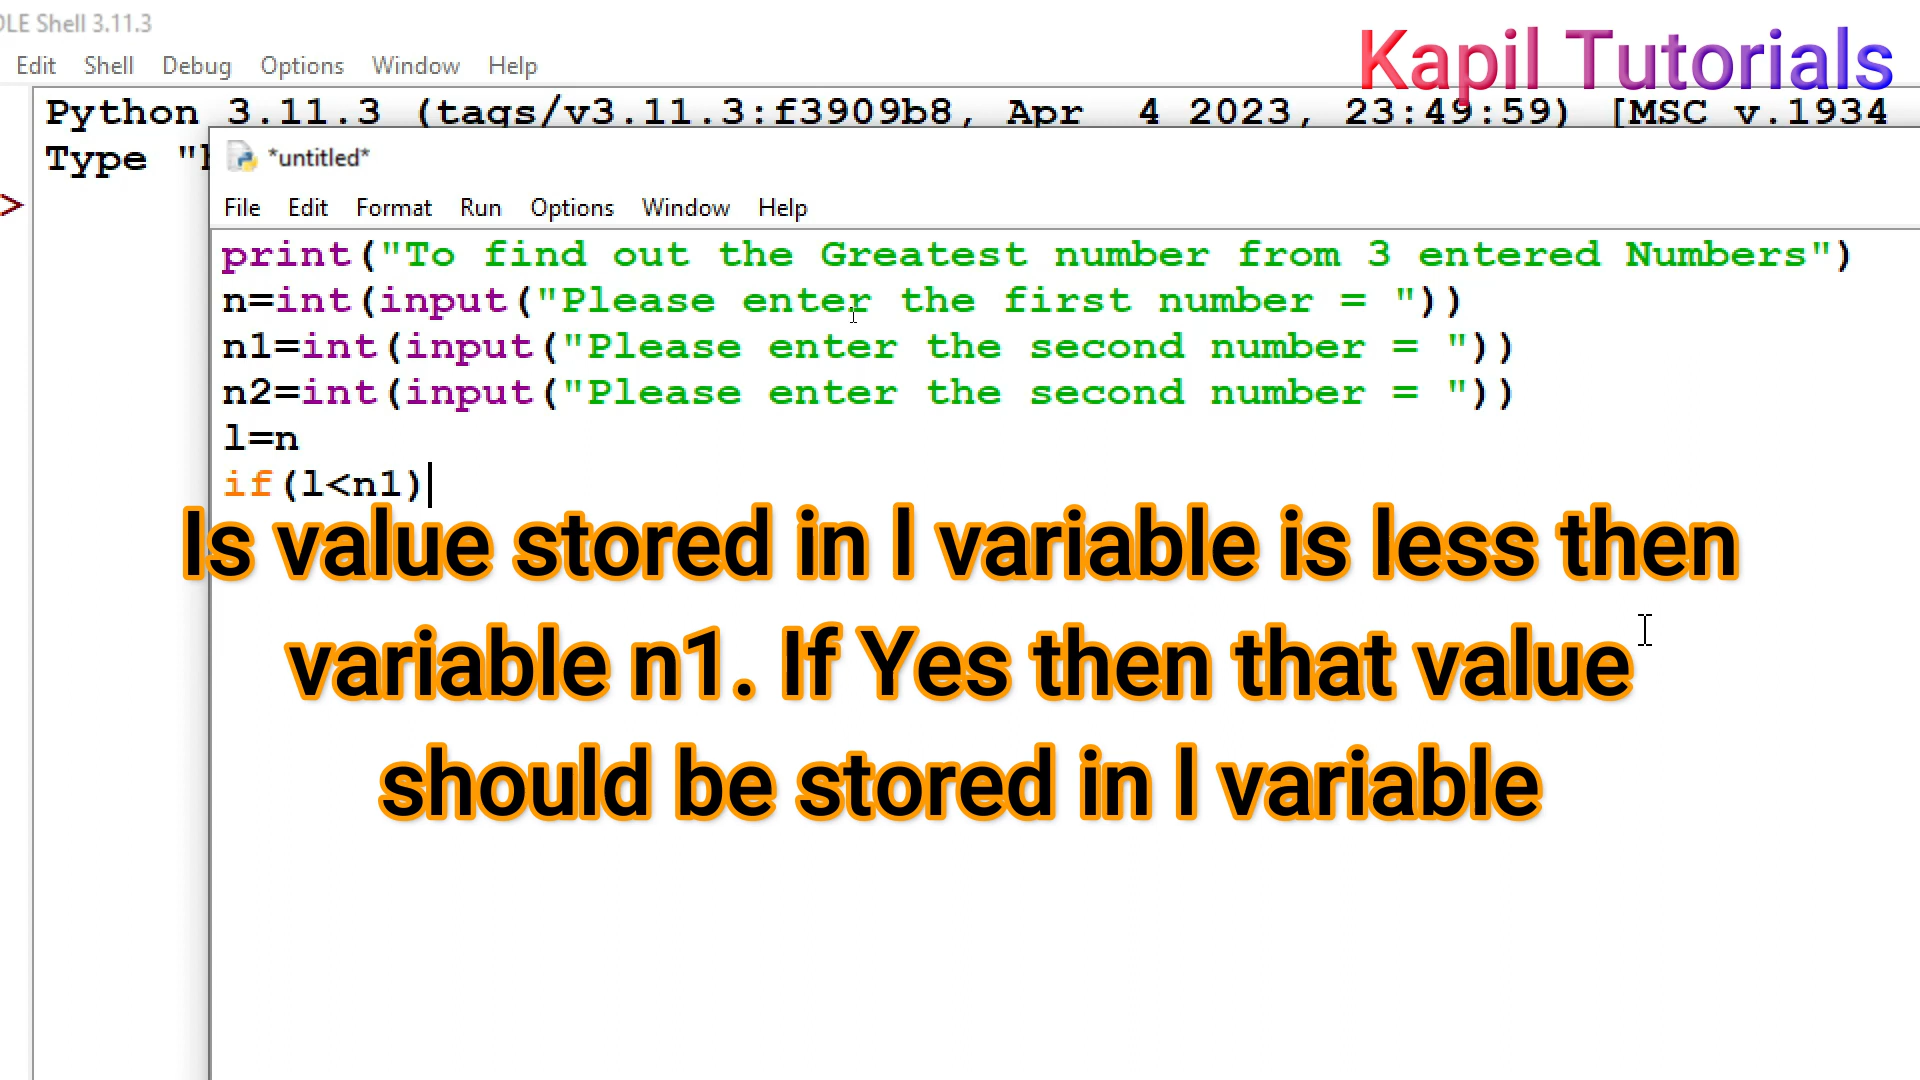 DLE Shell 3.11.3
Edit Shell Debug Options Window Help
Kapil Tutorials
Python 3.11.3 (tags/v3.11.3:f3909b8, Apr 4 2023, 23:49:59) [MSC v.1934
Type "h
>
*untitled*
File Edit Format Run Options Window Help
print("To find out the Greatest number from 3 entered Numbers")
n=int(input("Please enter the first number = "))
n1=int(input("Please enter the second number = "))
n2=int(input("Please enter the second number = "))
l=n
if(l<n1)
Is value stored in l variable is less then
variable n1. If Yes then that value
should be stored in l variable